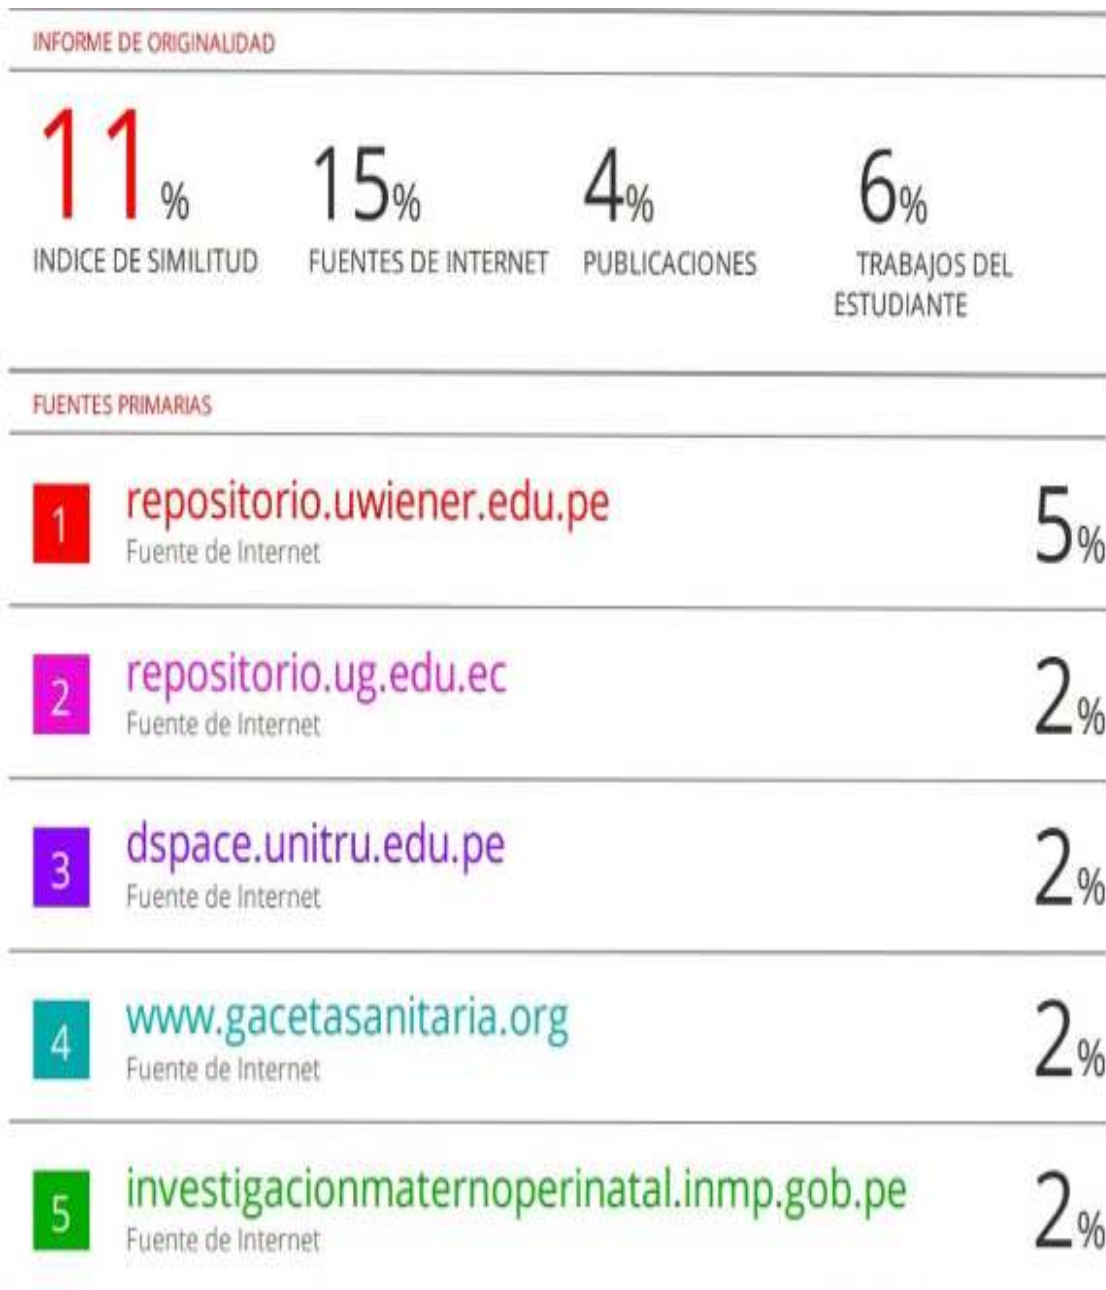 INFORME DE ORIGINALIDAD
11%
15%
4%
6%
INDICE DE SIMILITUD
FUENTES DE INTERNET
PUBLICACIONES
TRABAJOS DEL
ESTUDIANTE
FUENTES PRIMARIAS
1
repositorio.uwiener.edu.pe
Fuente de Internet
5%
2
repositorio.ug.edu.ec
Fuente de Internet
2%
3
dspace.unitru.edu.pe
Fuente de Internet
2%
4
www.gacetasanitaria.org
Fuente de Internet
2%
5
investigacionmaternoperinatal.inmp.gob.pe
Fuente de Internet
2%